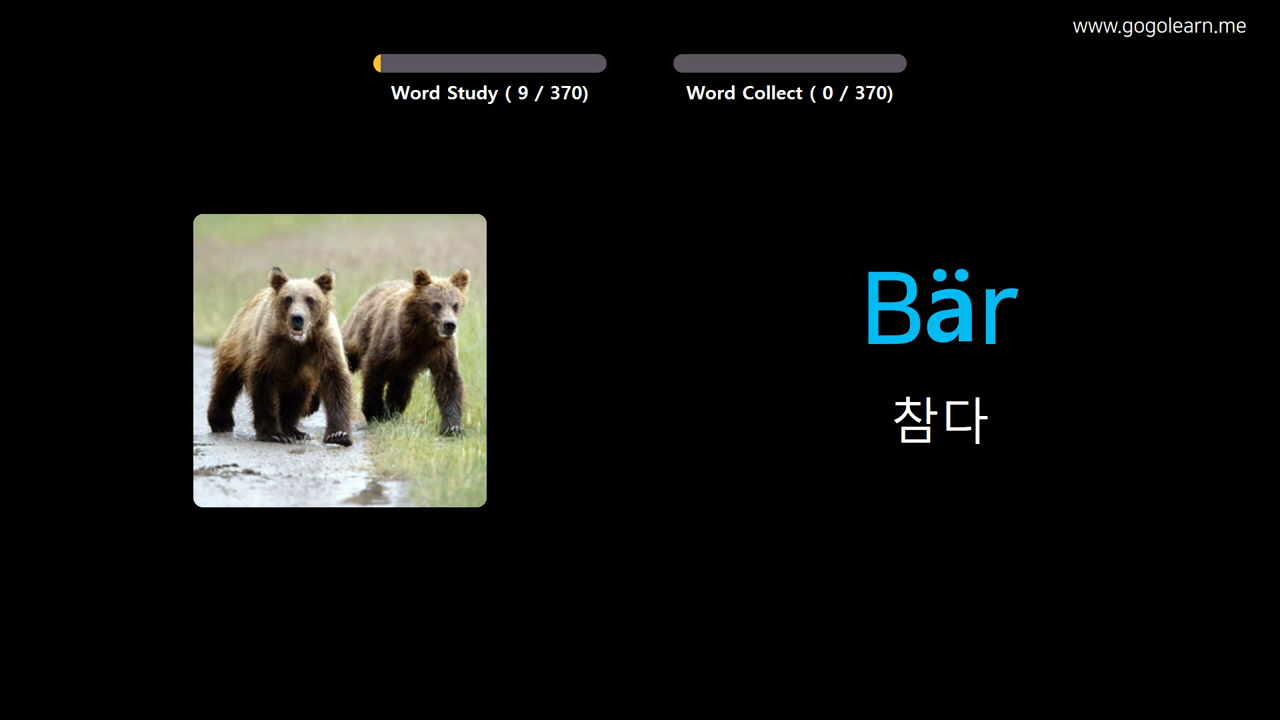 www.gogolearn.me
Word Study ( 9 / 370)
Word Collect ( 0 / 370)
Bär
참다